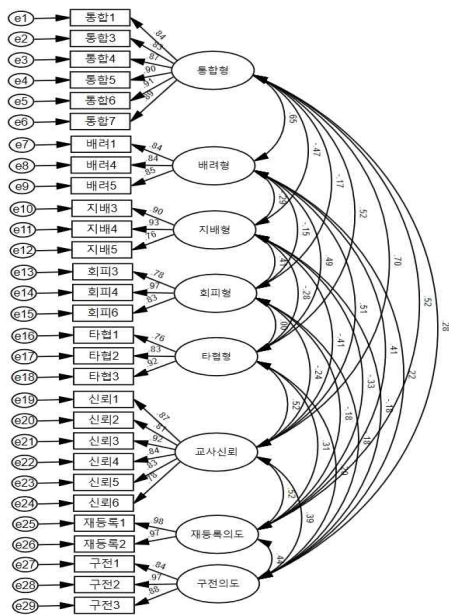 e1 통합1 .84
e2 통합3 .83
e3 통합4 .87
e4 통합5 .90 통합형
e5 통합6 .91
e6 통합7 .89
e7 배려1 .84 .65
e8 배려4 .84 배려형 -.47
e9 배려5 .85 -.17
e10 지배3 .90 -.29 .52
e11 지배4 .93 지배형 -.15 .70
e12 지배5 .76 .49 .52
e13 회피3 .78 .51 .28
e14 회피4 .97 회피형 -.28 .41
e15 회피6 .83 -.41 .22
e16 타협1 .76 .00 -.33 -.18
e17 타협2 .83 타협형 -.24 -.18
e18 타협3 .92 .52
e19 신뢰1 .87 .31
e20 신뢰2 .81
e21 신뢰3 .92 교사신뢰
e22 신뢰4 .84
e23 신뢰5 .83 .39
e24 신뢰6 .78 .52
e25 재등록1 .98
e26 재등록2 .97 재등록의도
e27 구전1 .84 .44
e28 구전2 .97 구전의도
e29 구전3 .88